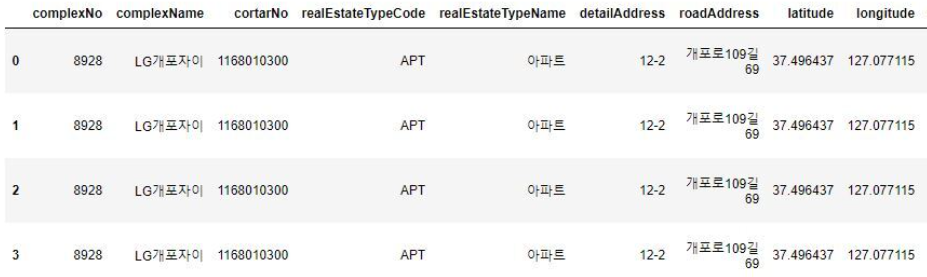 complexNo complexName cortarNo realEstateTypeCode realEstateTypeName detailAddress roadAddress latitude longitude
0 8928 LG개포자이 1168010300 APT 아파트 12-2 개포로109길 69 37.496437 127.077115
1 8928 LG개포자이 1168010300 APT 아파트 12-2 개포로109길 69 37.496437 127.077115
2 8928 LG개포자이 1168010300 APT 아파트 12-2 개포로109길 69 37.496437 127.077115
3 8928 LG개포자이 1168010300 APT 아파트 12-2 개포로109길 69 37.496437 127.077115